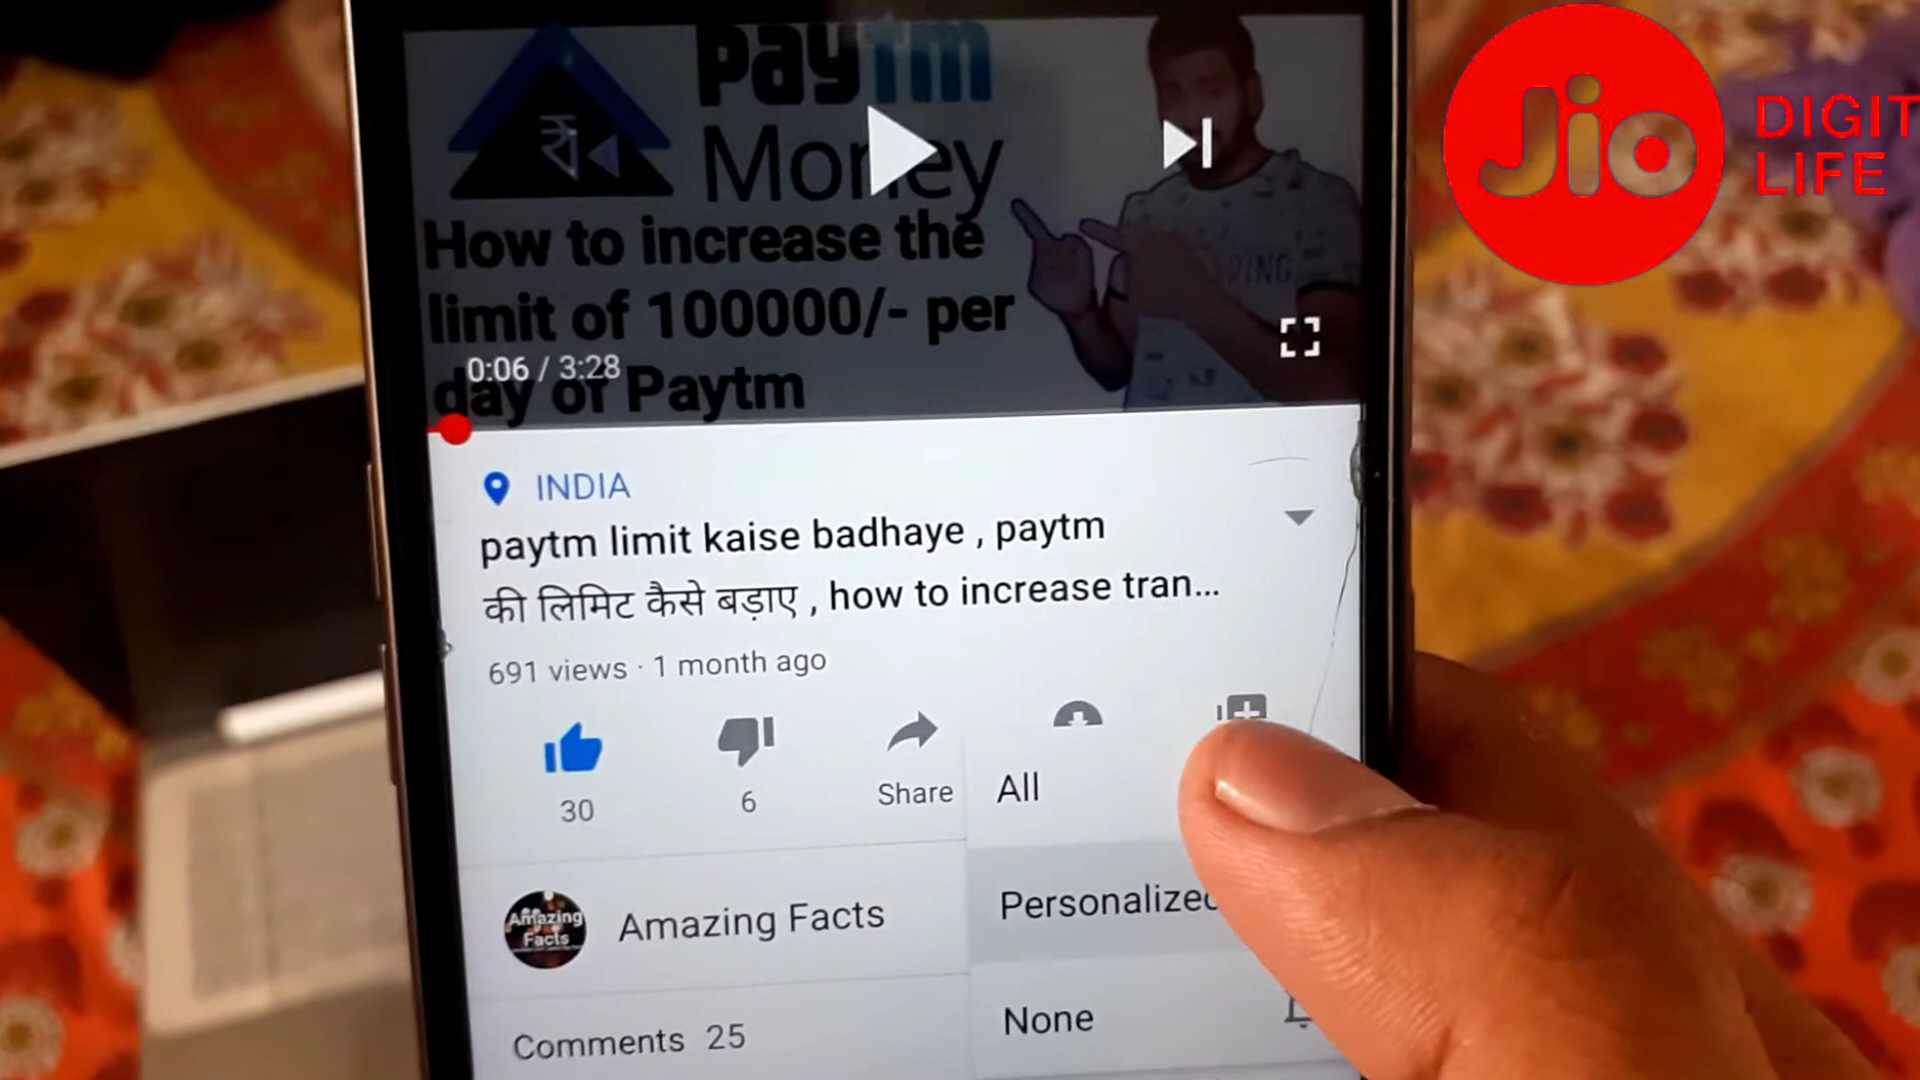 paytm
Money
How to increase the
limit of 100000/- per
day of Paytm
0:06 / 3:28
Jio
DIGIT
LIFE
INDIA
paytm limit kaise badhaye , paytm
की लिमिट कैसे बड़ाए , how to increase tran...
691 views · 1 month ago
30
6
Share
All
Amazing Facts
Amazing Facts
Personalized
None
Comments 25